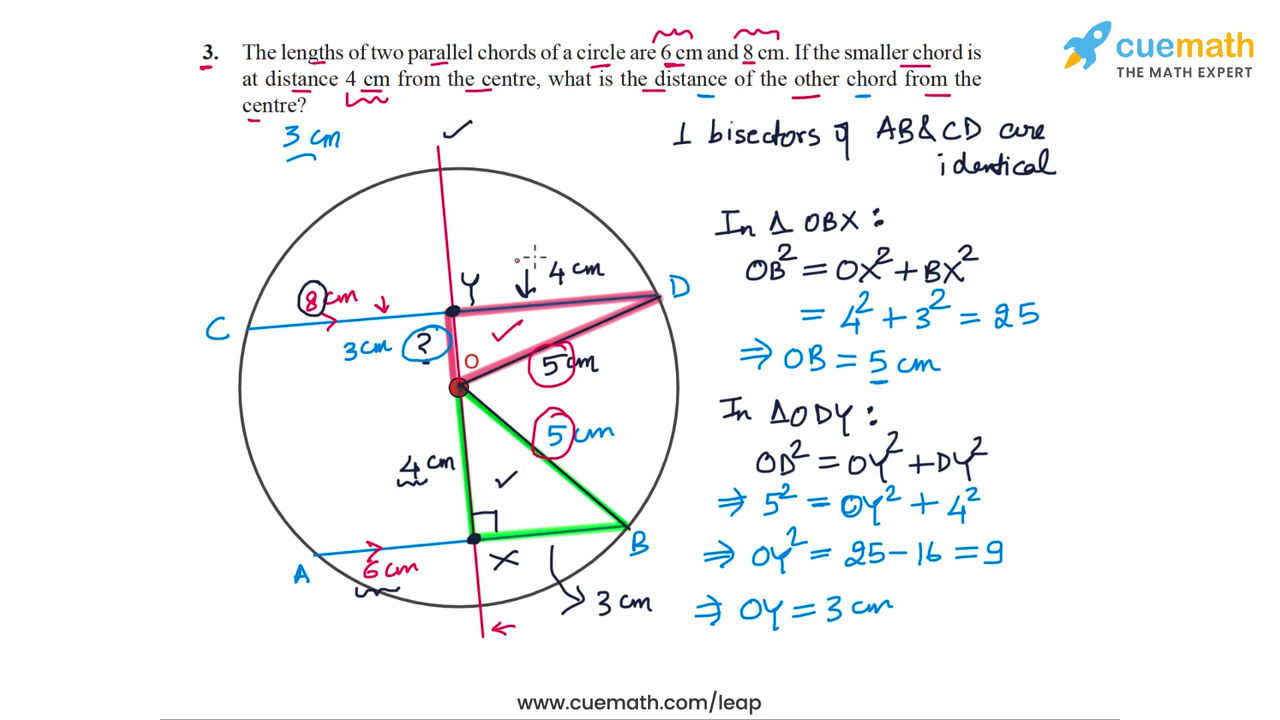 3. The lengths of two parallel chords of a circle are 6 cm and 8 cm. If the smaller chord is
at distance 4 cm from the centre, what is the distance of the other chord from the
centre?
cuemath
THE MATH EXPERT
3 cm
⊥ bisectors of AB & CD are
identical
In Δ OBX :
OB² = OX² + BX²
= 4² + 3² = 25
⇒ OB = 5 cm
In ΔODY :
OD² = OY² + DY²
⇒ 5² = OY² + 4²
⇒ OY² = 25 - 16 = 9
⇒ OY = 3 cm
Y
4 cm
D
8 cm
C
3 cm ?
O
5 cm
5 cm
4 cm
B
X
A
6 cm
3 cm
www.cuemath.com/leap